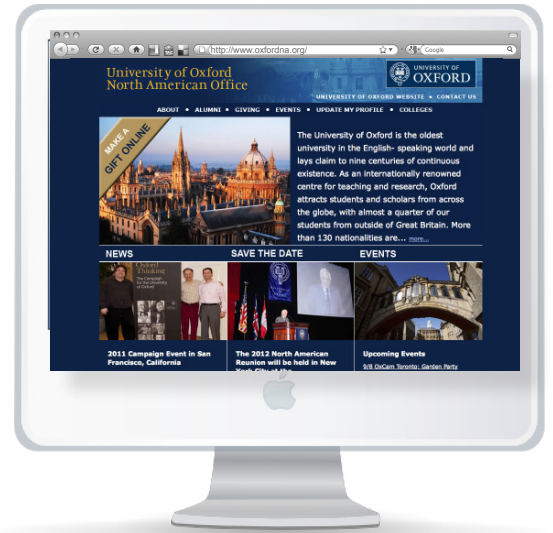 http://www.oxfordna.org/
Google
University of Oxford
North American Office
UNIVERSITY OF
OXFORD
UNIVERSITY OF OXFORD WEBSITE • CONTACT US
ABOUT • ALUMNI • GIVING • EVENTS • UPDATE MY PROFILE • COLLEGES
MAKE A
GIFT ONLINE
The University of Oxford is the oldest
university in the English- speaking world and
lays claim to nine centuries of continuous
existence. As an internationally renowned
centre for teaching and research, Oxford
attracts students and scholars from across
the globe, with almost a quarter of our
students from outside of Great Britain. More
than 130 nationalities are... more...
NEWS
SAVE THE DATE
EVENTS
Oxford
Thinking
The Campaign
for the University
of Oxford
2011 Campaign Event in San
Francisco, California
The 2012 North American
Reunion will be held in New
York City at the
Upcoming Events
9/8 OxCam Toronto: Garden Party